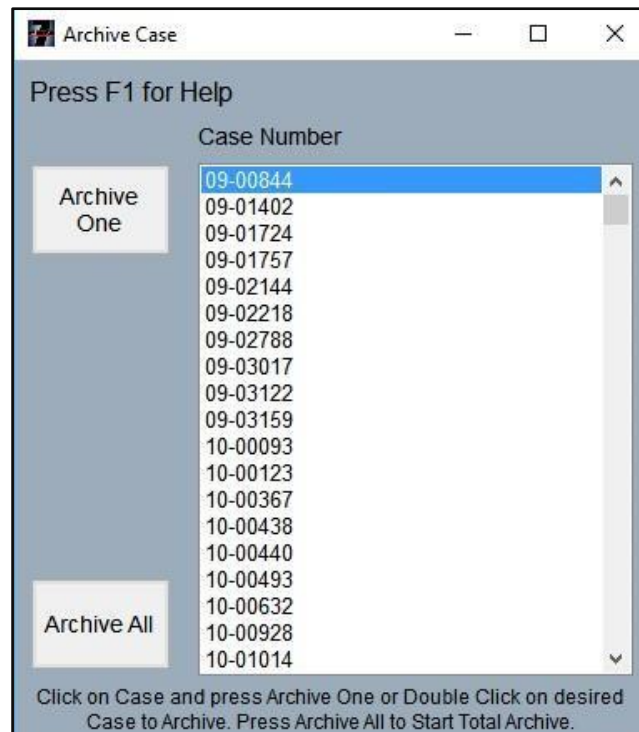 Archive Case
Press F1 for Help
Case Number
Archive
One
09-00844
09-01402
09-01724
09-01757
09-02144
09-02218
09-02788
09-03017
09-03122
09-03159
10-00093
10-00123
10-00367
10-00438
10-00440
10-00493
10-00632
10-00928
10-01014
Archive All
Click on Case and press Archive One or Double Click on desired
Case to Archive. Press Archive All to Start Total Archive.